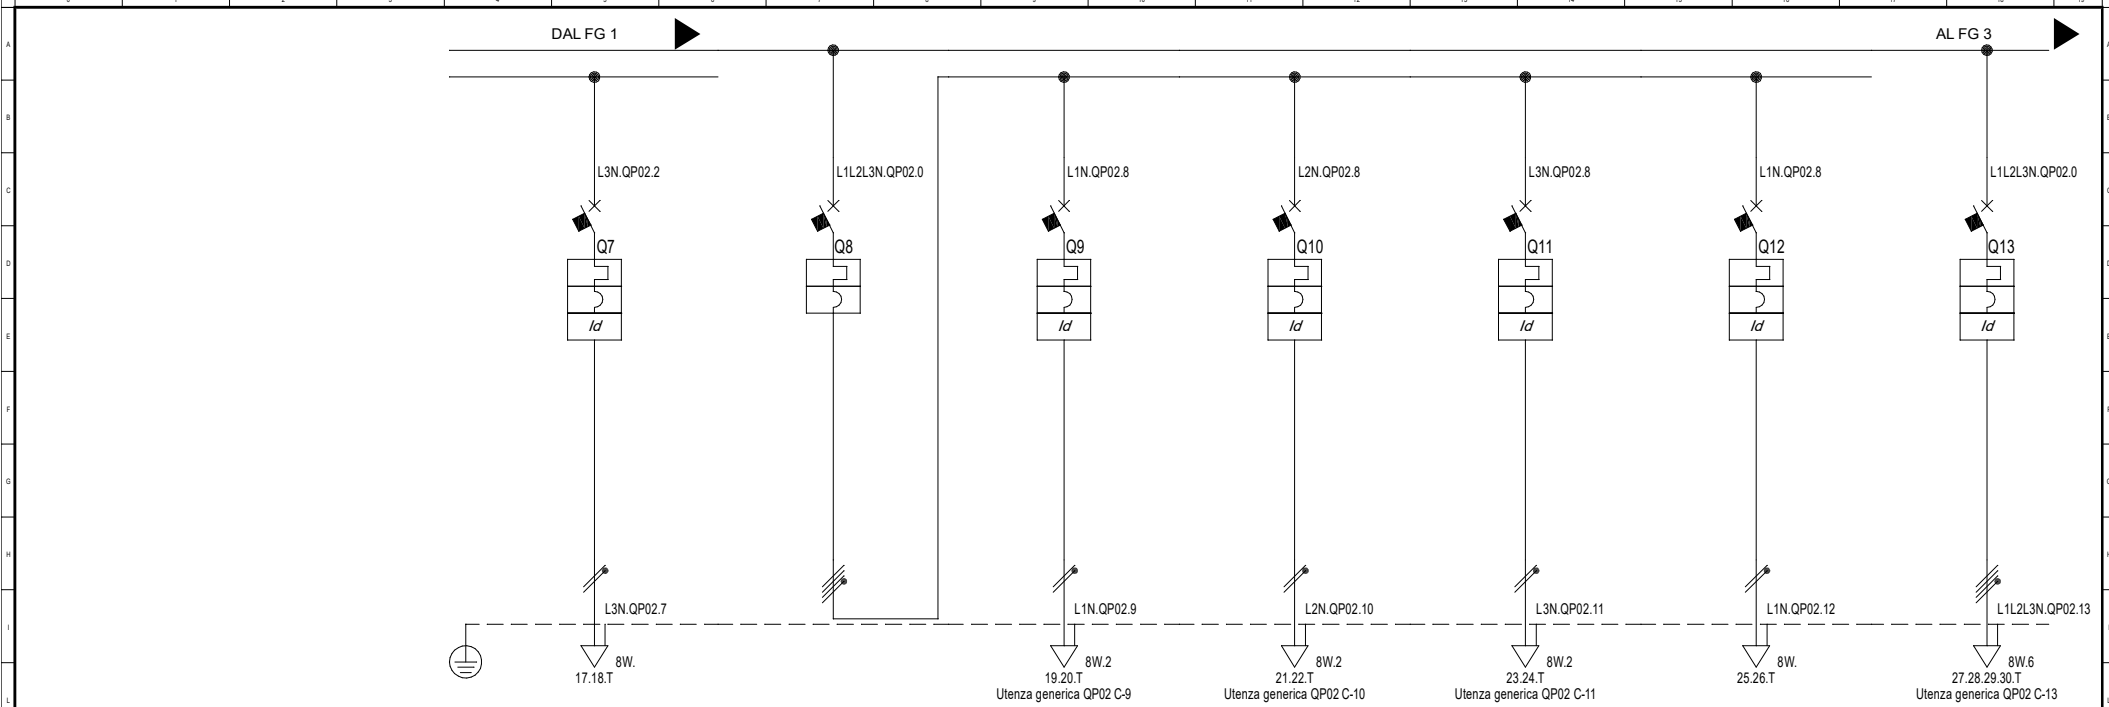 DAL FG 1
AL FG 3
L3N.QP02.2
L1L2L3N.QP02.0
L1N.QP02.8
L2N.QP02.8
L3N.QP02.8
L1N.QP02.8
L1L2L3N.QP02.0
Q7
Q8
Q9
Q10
Q11
Q12
Q13
Id
Id
Id
Id
Id
Id
L3N.QP02.7
L1N.QP02.9
L2N.QP02.10
L3N.QP02.11
L1N.QP02.12
L1L2L3N.QP02.13
8W.
8W.2
8W.2
8W.2
8W.
8W.6
17.18.T
19.20.T
21.22.T
23.24.T
25.26.T
27.28.29.30.T
Utenza generica QP02 C-9
Utenza generica QP02 C-10
Utenza generica QP02 C-11
Utenza generica QP02 C-13
A
B
C
D
E
F
G
H
I
L